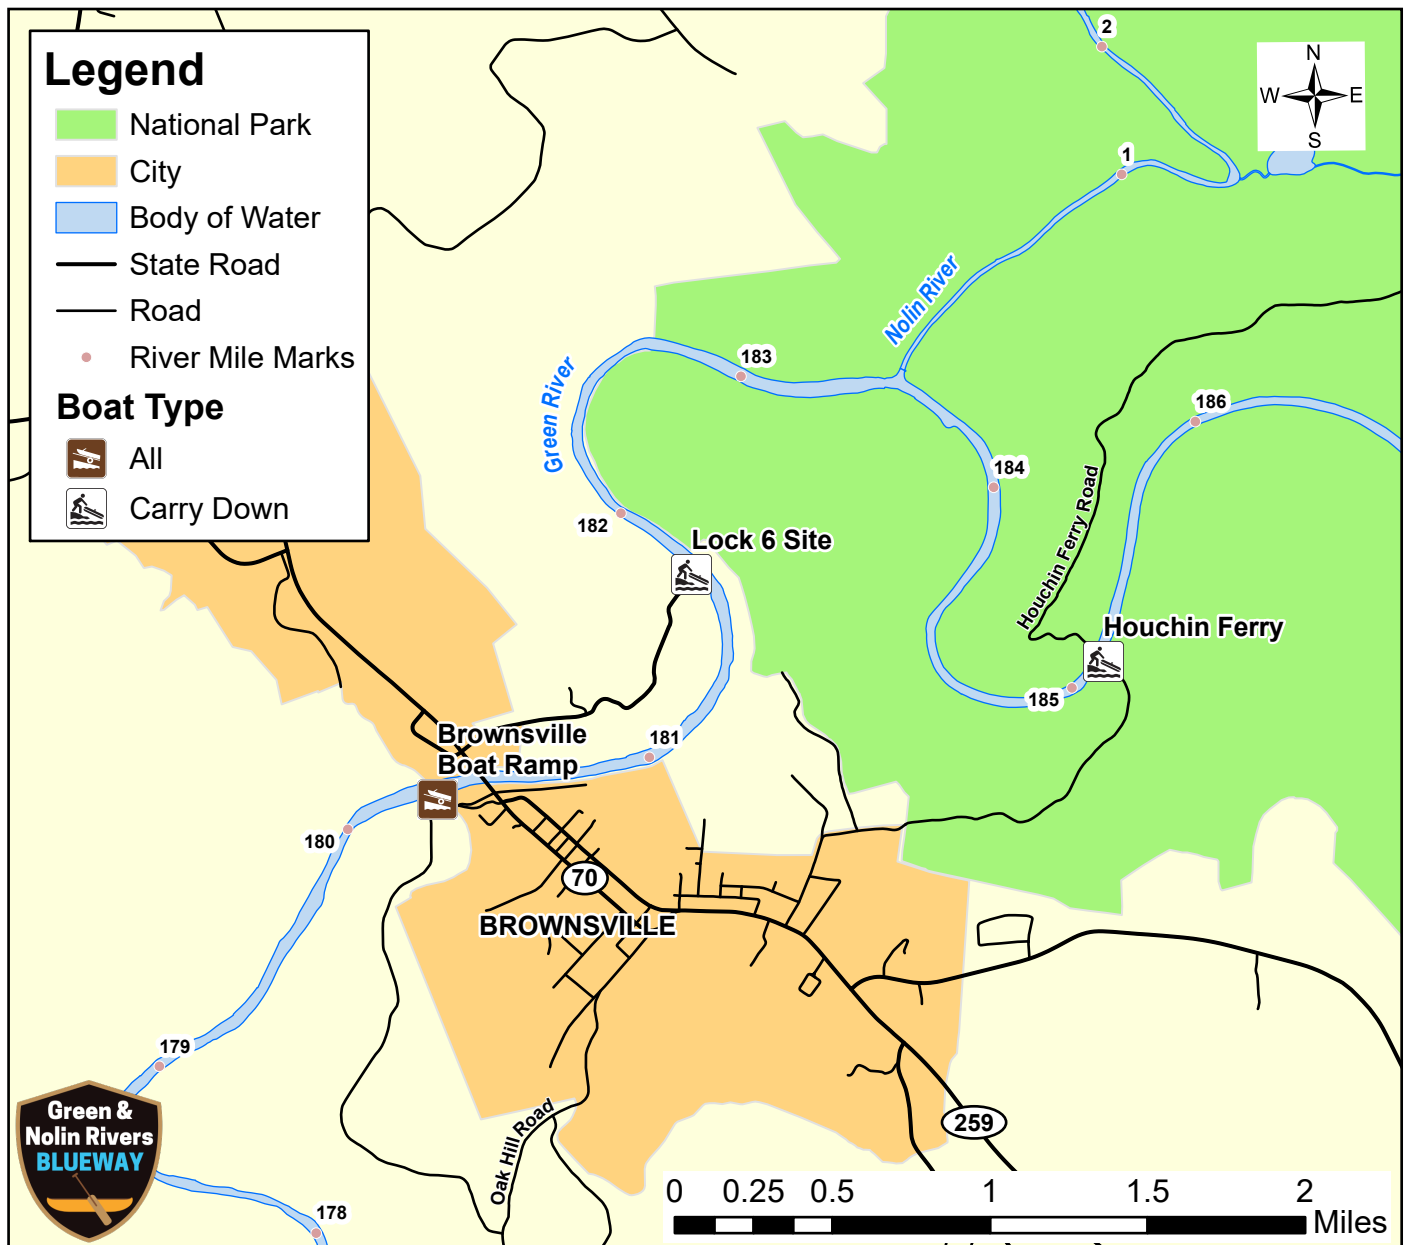 Legend
National Park
City
Body of Water
State Road
Road
River Mile Marks
Boat Type
All
Carry Down
2
N
W E
S
1
Nolin River
Green River
183
186
184
Houchin Ferry Road
182
Lock 6 Site
Houchin Ferry
185
181
Brownsville
Boat Ramp
180
70
BROWNSVILLE
179
Green &
Nolin Rivers
BLUEWAY
Oak Hill Road
259
178
0 0.25 0.5 1 1.5 2
Miles